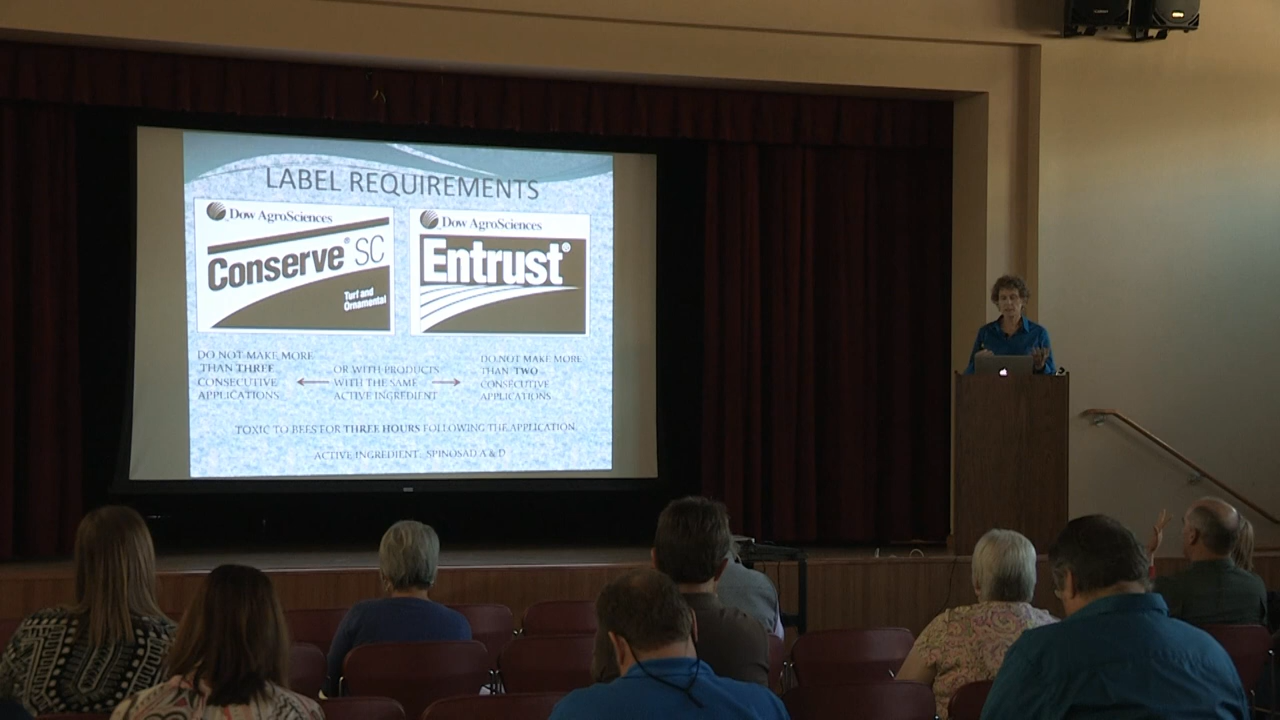 LABEL REQUIREMENTS
Dow AgroSciences
Conserve® SC
Turf and
Ornamental
Dow AgroSciences
Entrust®
DO NOT MAKE MORE
THAN THREE
CONSECUTIVE
APPLICATIONS
OR WITH PRODUCTS
WITH THE SAME
ACTIVE INGREDIENT
DO NOT MAKE MORE
THAN TWO
CONSECUTIVE
APPLICATIONS
TOXIC TO BEES FOR THREE HOURS FOLLOWING THE APPLICATION.
ACTIVE INGREDIENT: SPINOSAD A & D